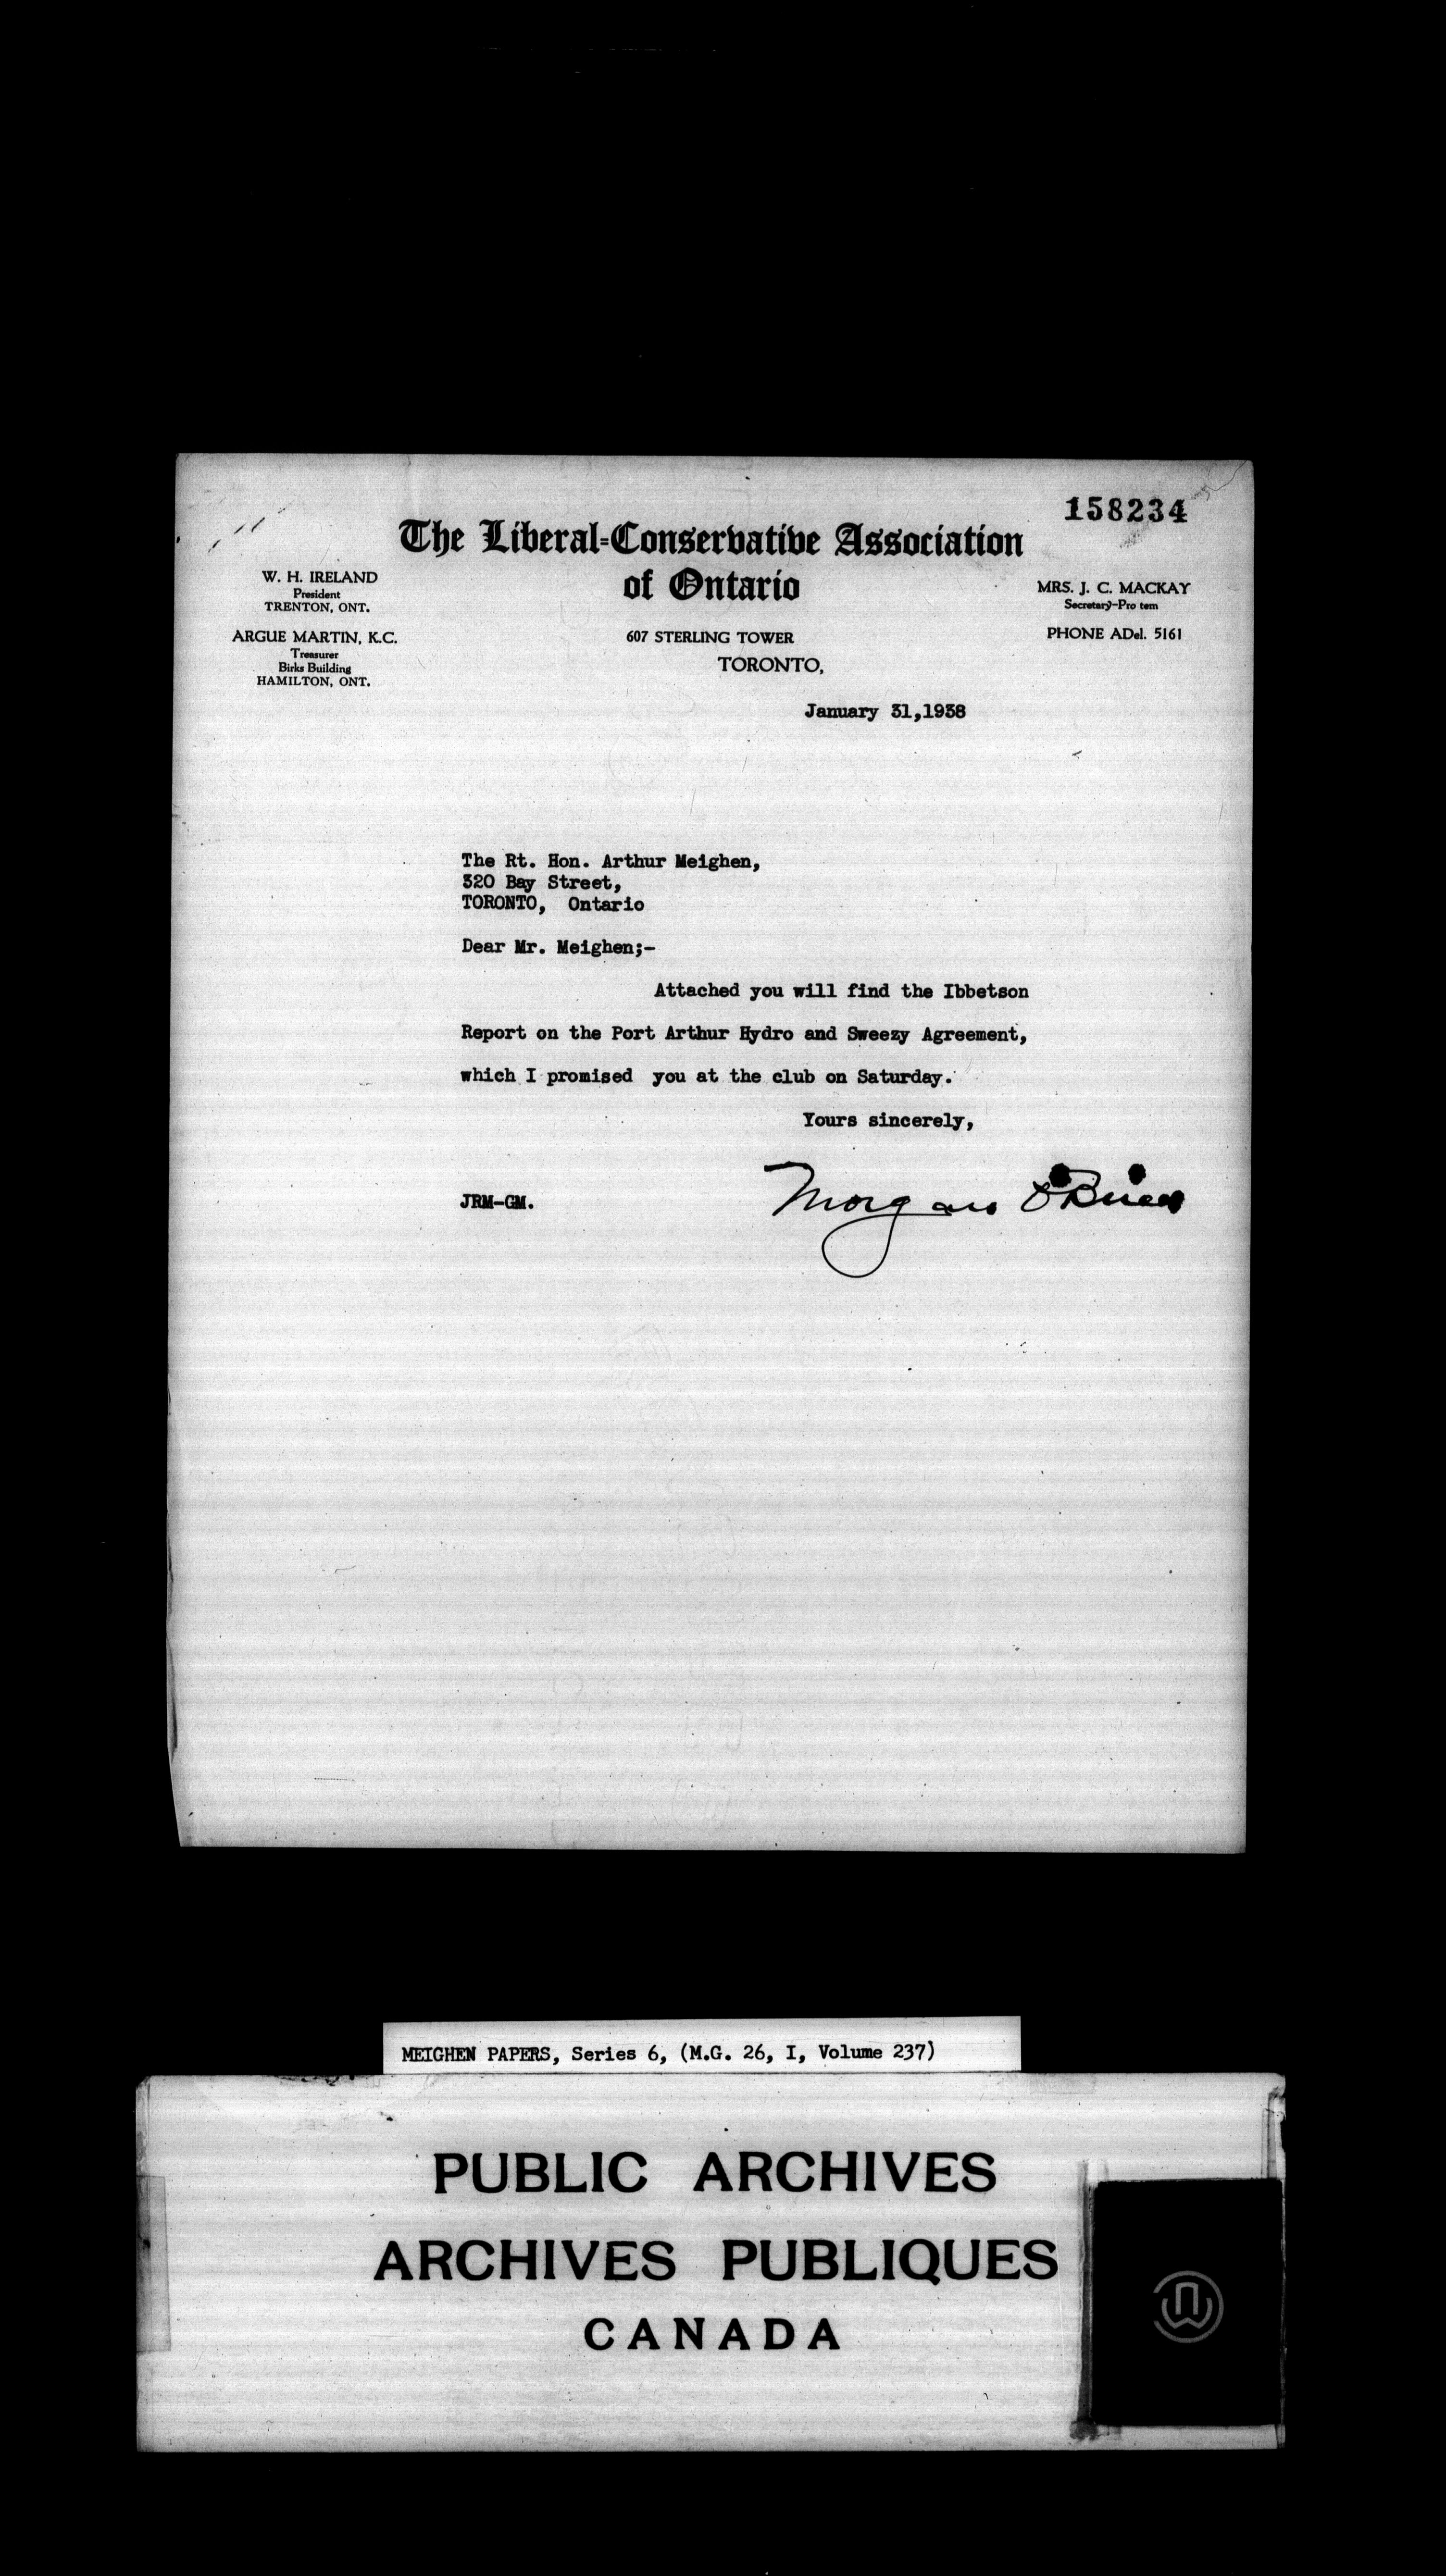 158234
The Liberal-Conservative Association
of Ontario
W. H. IRELAND
President
TRENTON, ONT.
ARGUE MARTIN, K.C.
Treasurer
Birks Building
HAMILTON, ONT.
607 STERLING TOWER
TORONTO,
MRS. J. C. MACKAY
Secretary-Pro tem
PHONE ADel. 5161
January 31,1938
The Rt. Hon. Arthur Meighen,
320 Bay Street,
TORONTO, Ontario
Dear Mr. Meighen;-
Attached you will find the Ibbetson
Report on the Port Arthur Hydro and Sweezy Agreement,
which I promised you at the club on Saturday.
Yours sincerely,
Morgan O'Brien
JRM-GM.
MEIGHEN PAPERS, Series 6, (M.G. 26, I, Volume 237)
PUBLIC ARCHIVES
ARCHIVES PUBLIQUES
CANADA